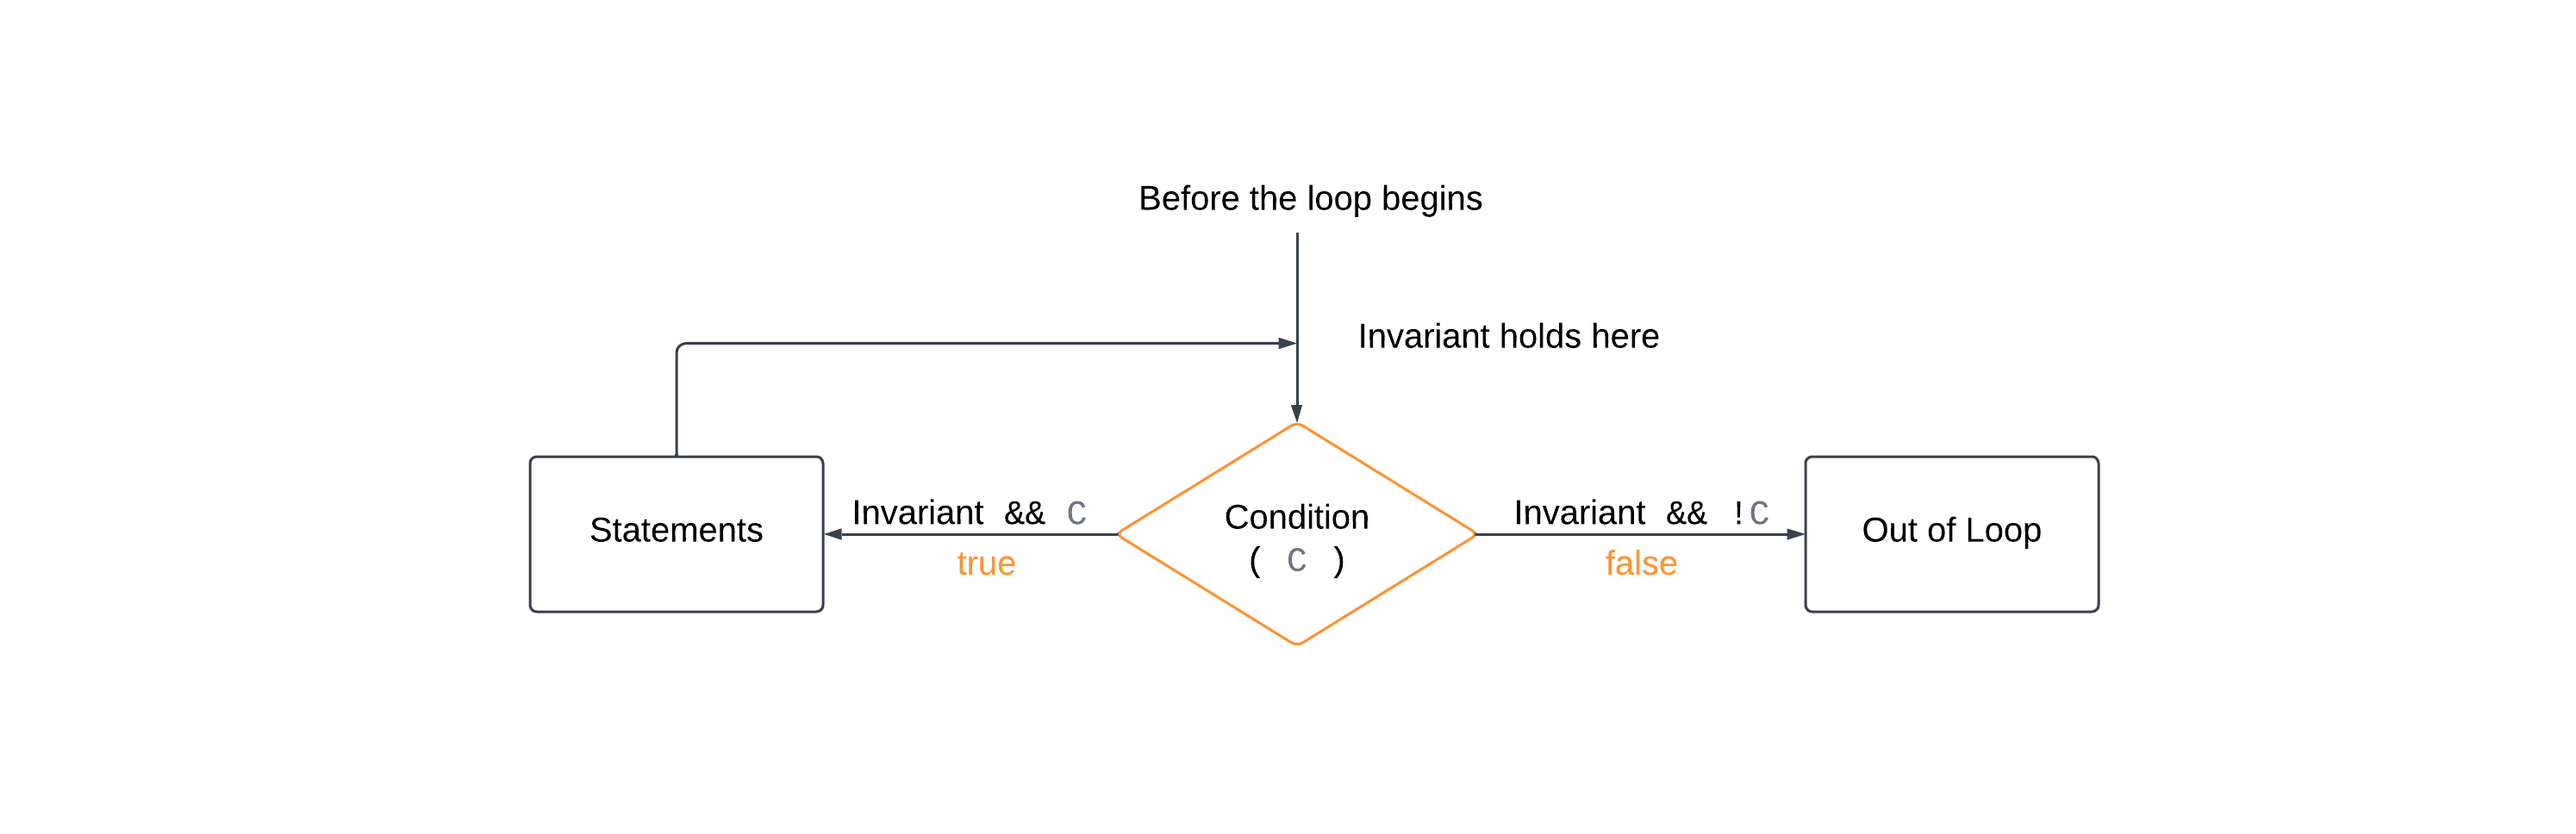 Before the loop begins
Invariant holds here
Statements
Invariant && C
true
Condition
( C )
Invariant && !C
false
Out of Loop